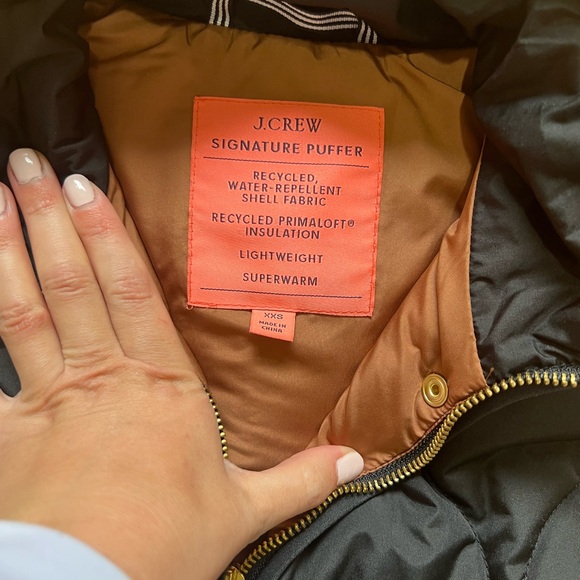 J.CREW
SIGNATURE PUFFER
RECYCLED,
WATER-REPELLENT
SHELL FABRIC
RECYCLED PRIMALOFT®
INSULATION
LIGHTWEIGHT
SUPERWARM
XXS
MADE IN
CHINA